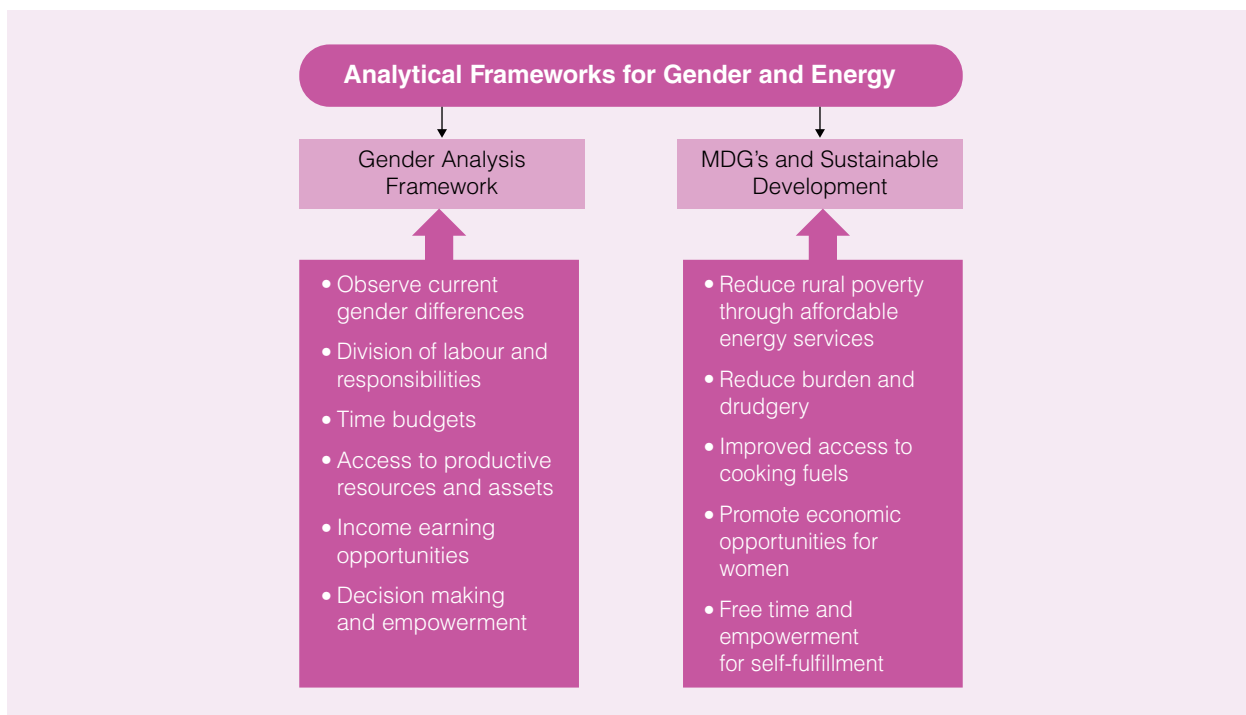 Analytical Frameworks for Gender and Energy
Gender Analysis
Framework
• Observe current
gender differences
• Division of labour and
responsibilities
• Time budgets
• Access to productive
resources and assets
• Income earning
opportunities
• Decision making
and empowerment
MDG's and Sustainable
Development
• Reduce rural poverty
through affordable
energy services
• Reduce burden and
drudgery
• Improved access to
cooking fuels
• Promote economic
opportunities for
women
• Free time and
empowerment
for self-fulfillment